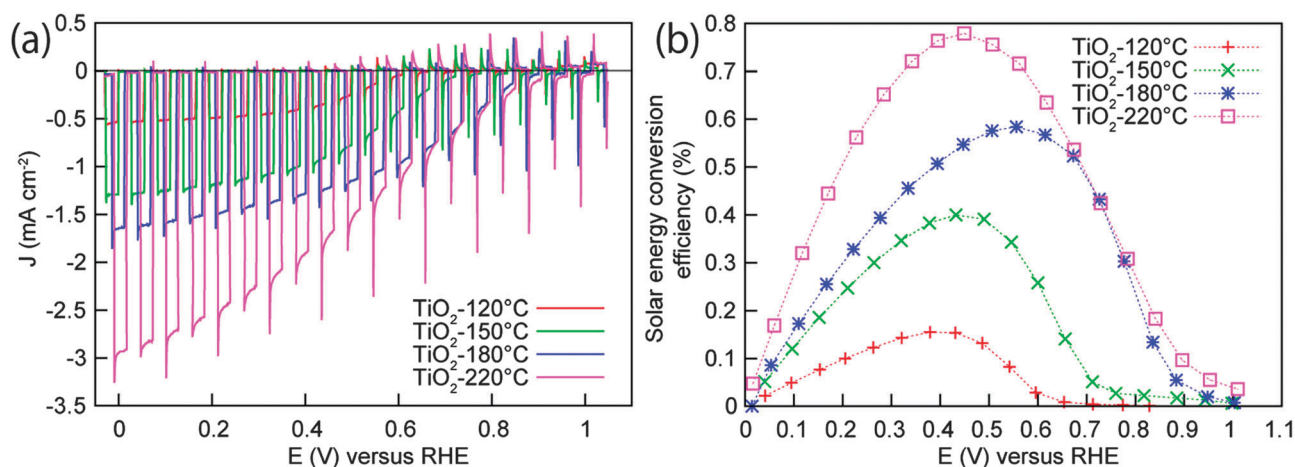 (a)
0.5
0
-0.5
-1
-1.5
-2
-2.5
-3
-3.5
J (mA cm⁻²)
TiO₂-120°C
TiO₂-150°C
TiO₂-180°C
TiO₂-220°C
0 0.2 0.4 0.6 0.8 1
E (V) versus RHE
(b)
0.8
0.7
0.6
0.5
0.4
0.3
0.2
0.1
0
Solar energy conversion
efficiency (%)
TiO₂-120°C
TiO₂-150°C
TiO₂-180°C
TiO₂-220°C
0 0.1 0.2 0.3 0.4 0.5 0.6 0.7 0.8 0.9 1 1.1
E (V) versus RHE